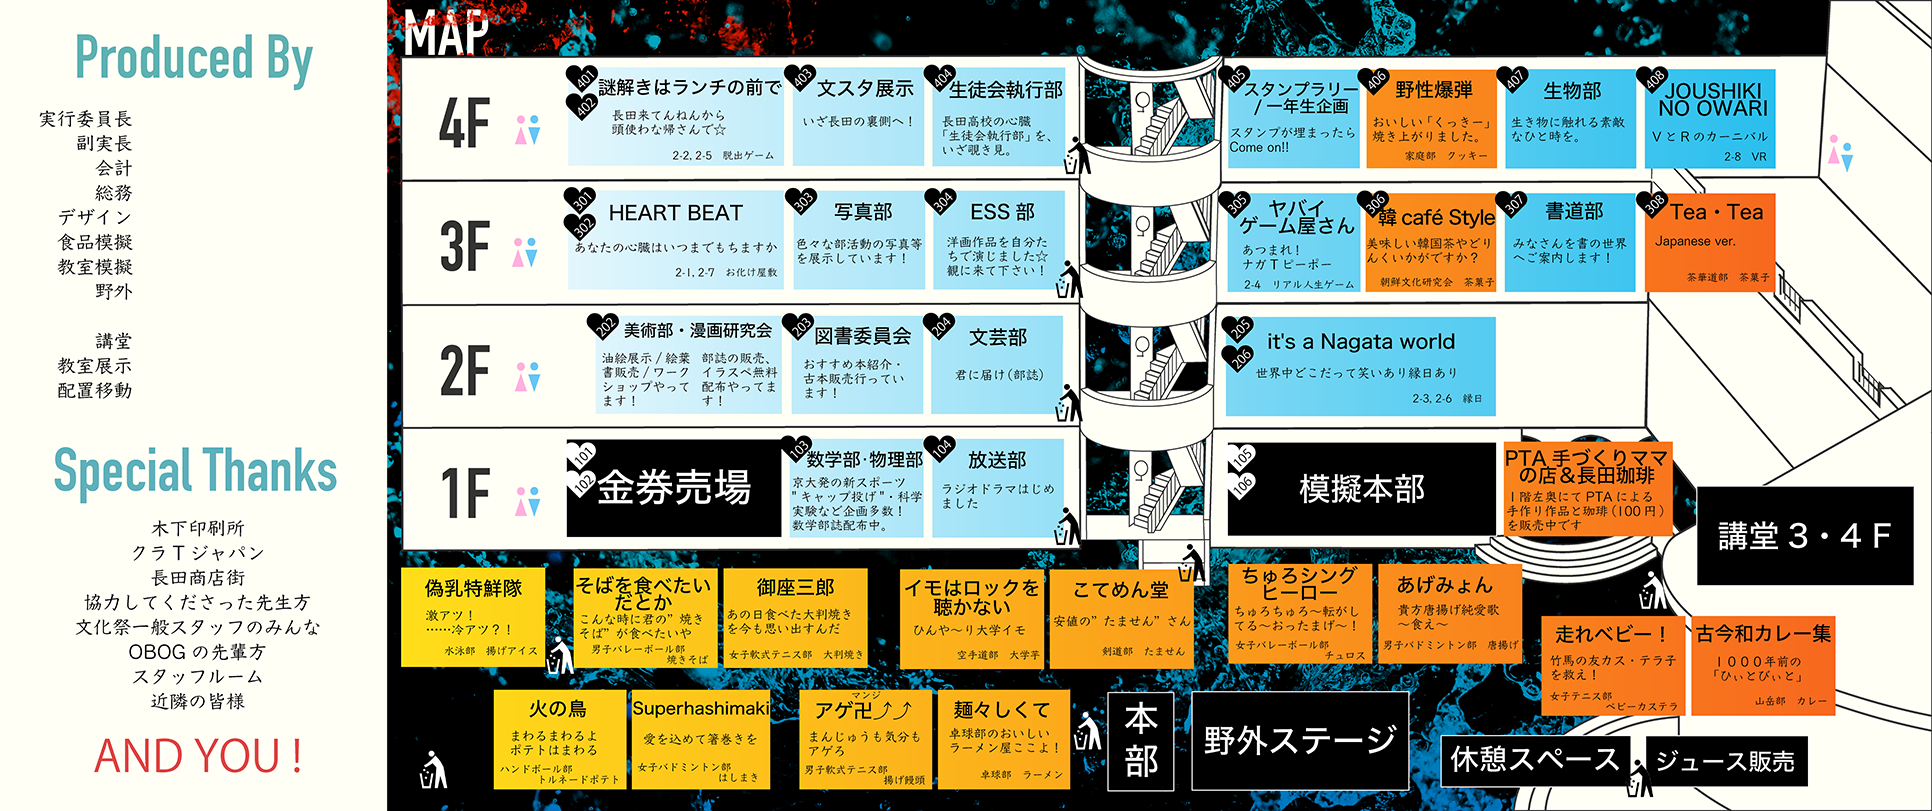 Produced By
実行委員長
副実長
会計
総務
デザイン
食品模擬
教室模擬
野外
講堂
教室展示
配置移動
Special Thanks
木下印刷所
クラTジャパン
長田商店街
協力してくださった先生方
文化祭一般スタッフのみんな
OBOGの先輩方
スタッフルーム
近隣の皆様
AND YOU !
MAP
4F
401
402
謎解きはランチの前で
長田来てんねんから
頭使わな帰さんで☆
2-2, 2-5 脱出ゲーム
403
文スタ展示
いざ長田の裏側へ！
404
生徒会執行部
長田高校の心臓
「生徒会執行部」を、
いざ覗き見。
405
スタンプラリー
/ 一年生企画
スタンプが埋まったら
Come on!!
406
野性爆弾
おいしい「くっきー」
焼き上がりました。
家庭部 クッキー
407
生物部
生き物に触れる素敵
なひと時を。
408
JOUSHIKI
NO OWARI
VとRのカーニバル
2-8 VR
3F
301
302
HEART BEAT
あなたの心臓はいつまでもちますか
2-1, 2-7 お化け屋敷
303
写真部
色々な部活動の写真等
を展示しています！
304
ESS 部
洋画作品を自分た
ちで演じました☆
観に来て下さい！
305
ヤバイ
ゲーム屋さん
あつまれ！
ナガTピーポー
2-4 リアル人生ゲーム
306
韓 café Style
美味しい韓国茶やどり
んくいかがですか？
朝鮮文化研究会 茶菓子
307
書道部
みなさんを書の世界
へご案内します！
308
Tea・Tea
Japanese ver.
茶華道部 茶菓子
2F
202
美術部・漫画研究会
油絵展示 / 絵葉
書販売 / ワーク
ショップやって
ます！
部誌の販売、
イラスペ無料
配布やってま
す！
203
図書委員会
おすすめ本紹介・
古本販売行ってい
ます！
204
文芸部
君に届け(部誌)
205
206
it's a Nagata world
世界中どこだって笑いあり縁日あり
2-3, 2-6 縁日
1F
101
102
金券売場
103
数学部・物理部
京大発の新スポーツ
"キャップ投げ"・科学
実験など企画多数！
数学部誌配布中。
104
放送部
ラジオドラマはじめ
ました
105
106
模擬本部
PTA 手づくりママ
の店＆長田珈琲
1階左奥にてPTAによる
手作り作品と珈琲(100円)
を販売中です
講堂 3・4 F
偽乳特鮮隊
激アツ！
……冷アツ?！
水泳部 揚げアイス
そばを食べたい
だとか
こんな時に君の"焼き
そば"が食べたいや
男子バレーボール部
焼きそば
御座三郎
あの日食べた大判焼き
を今も思い出すんだ
女子軟式テニス部 大判焼き
イモはロックを
聴かない
ひんや〜り大学イモ
空手道部 大学芋
こてめん堂
安値の"たません"さん
剣道部 たません
ちゅろシング
ヒーロー
ちゅろちゅろ〜転がし
てる〜おったまげ〜！
女子バレーボール部
チュロス
あげみょん
貴方唐揚げ純愛歌
〜食え〜
男子バドミントン部 唐揚げ
走れベビー！
竹馬の友カス・テラ子
を救え！
女子テニス部
ベビーカステラ
古今和カレー集
1000年前の
「ひぃとびぃと」
山岳部 カレー
火の鳥
まわるまわるよ
ポテトはまわる
ハンドボール部
トルネードポテト
Superhashimaki
愛を込めて箸巻きを
女子バドミントン部
はしまき
マンジ
アゲ卍⤴⤴
まんじゅうも気分も
アゲろ
男子軟式テニス部
揚げ饅頭
麺々しくて
卓球部のおいしい
ラーメン屋ここよ！
卓球部 ラーメン
本部
野外ステージ
休憩スペース
ジュース販売